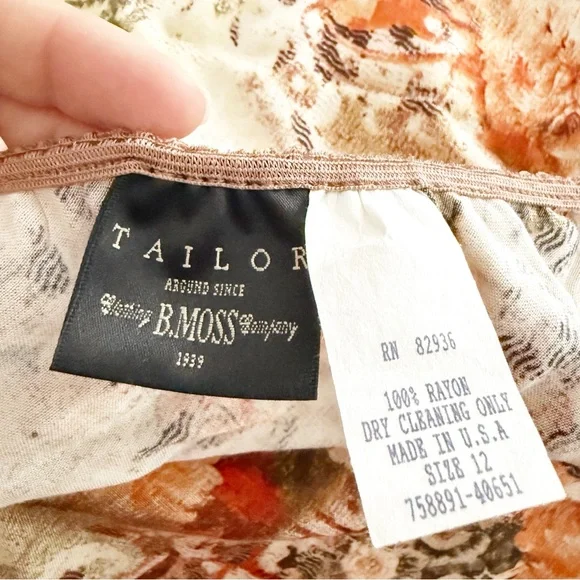 TAILOR
AROUND SINCE
Clothing B.MOSS Company
1939
RN 82936
100% RAYON
DRY CLEANING ONLY
MADE IN U.S.A
SIZE 12
758891-40651